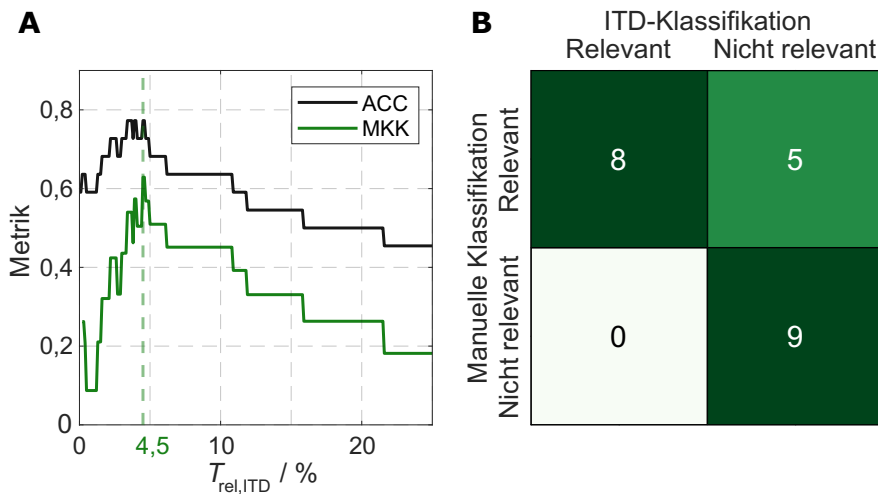 A
Metrik
0,8
0,6
0,4
0,2
0
0
4,5
10
20
T rel,ITD / %
ACC
MKK
B
ITD-Klassifikation
Relevant Nicht relevant
Manuelle Klassifikation
Nicht relevant Relevant
8 5
0 9